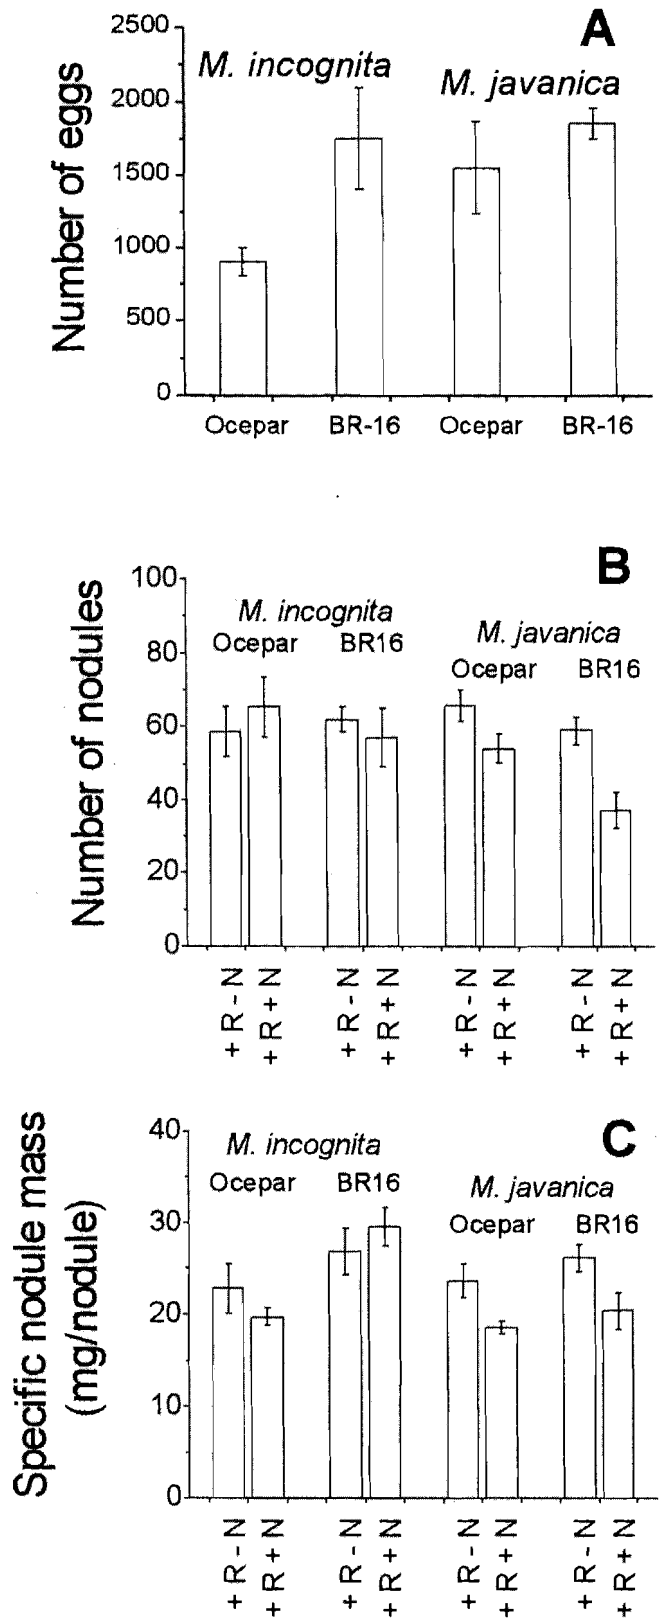 A
M. incognita
M. javanica
Number of eggs
2500
2000
1500
1000
500
0
Ocepar BR-16 Ocepar BR-16
B
M. incognita
Ocepar BR16
M. javanica
Ocepar BR16
Number of nodules
100
80
60
40
20
0
+ R - N
+ R + N
+ R - N
+ R + N
+ R - N
+ R + N
+ R - N
+ R + N
C
M. incognita
Ocepar BR16
M. javanica
Ocepar BR16
Specific nodule mass
(mg/nodule)
40
30
20
10
0
+ R - N
+ R + N
+ R - N
+ R + N
+ R - N
+ R + N
+ R - N
+ R + N